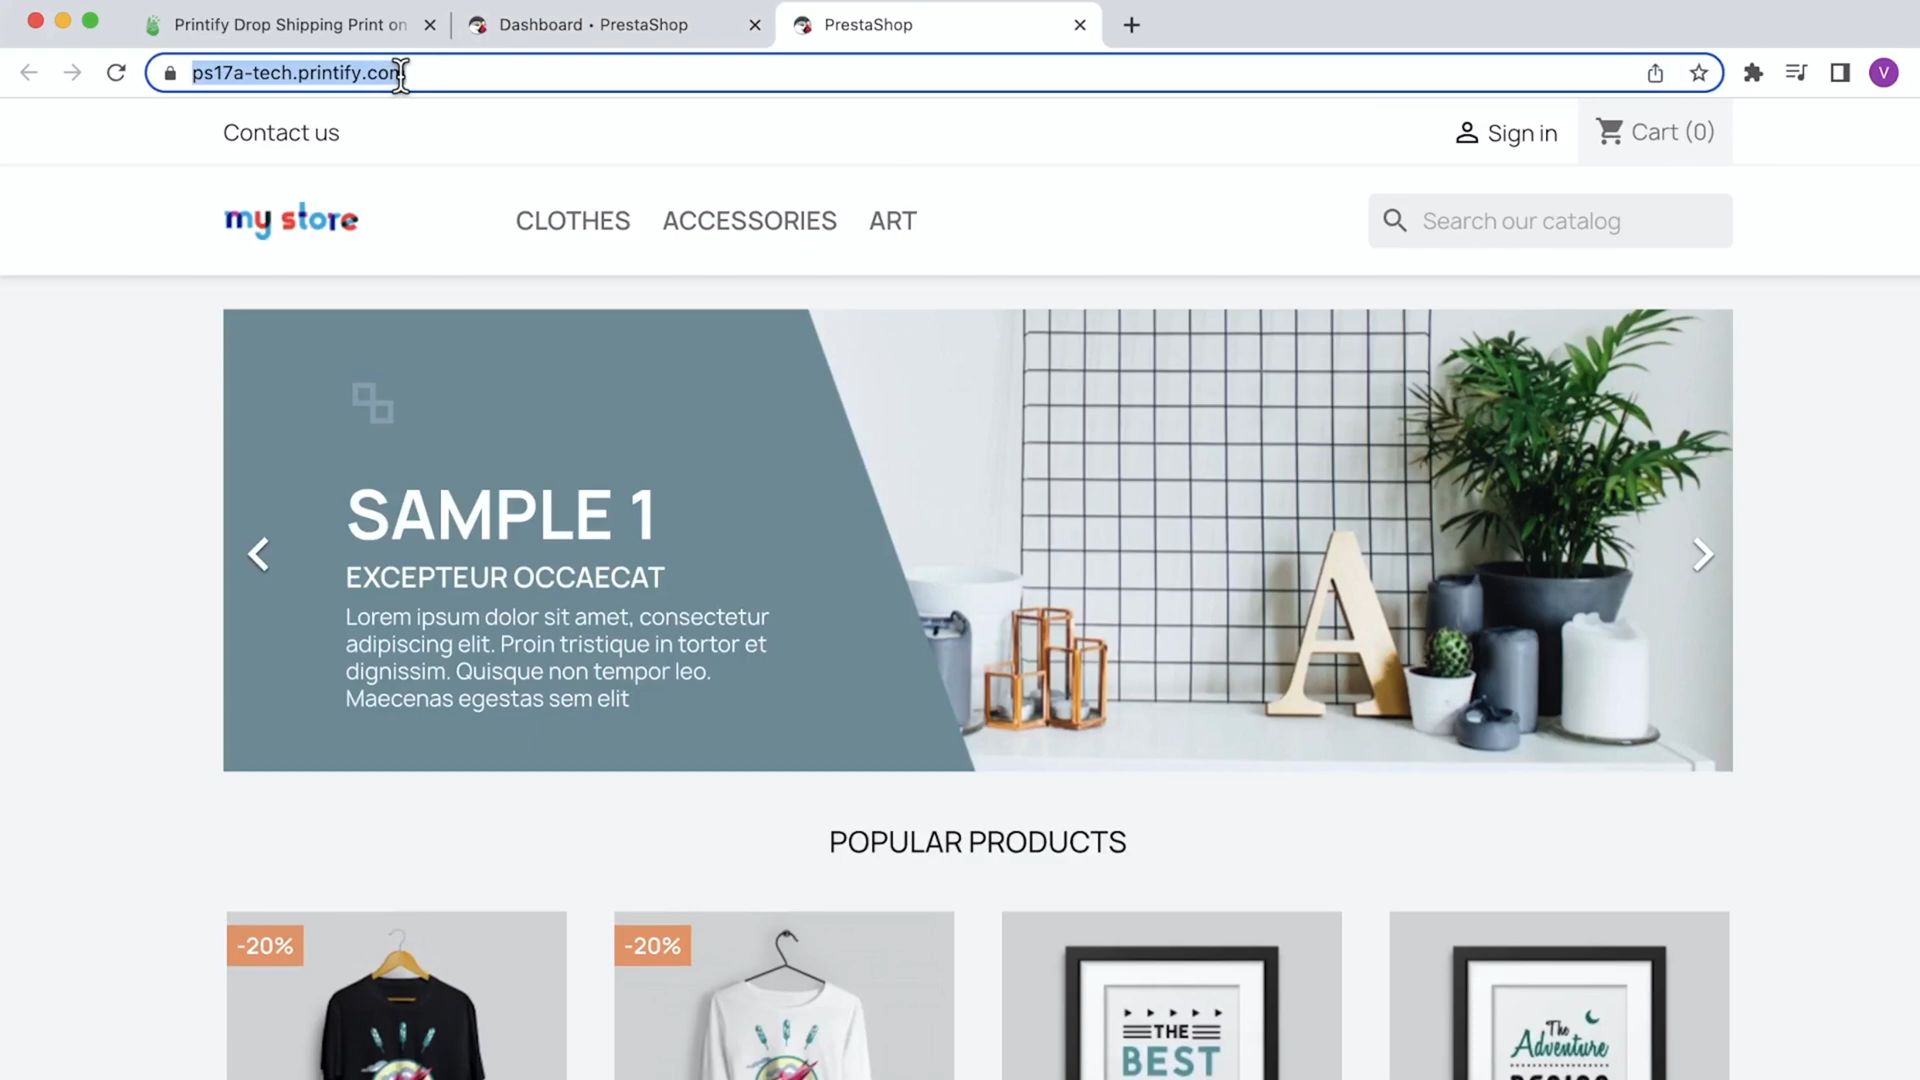 Printify Drop Shipping Print on
Dashboard • PrestaShop
PrestaShop
ps17a-tech.printify.com
V
Contact us
Sign in
Cart (0)
my store
CLOTHES
ACCESSORIES
ART
Search our catalog
SAMPLE 1
EXCEPTEUR OCCAECAT
Lorem ipsum dolor sit amet, consectetur
adipiscing elit. Proin tristique in tortor et
dignissim. Quisque non tempor leo.
Maecenas egestas sem elit
A
POPULAR PRODUCTS
-20%
-20%
THE
BEST
The
Adventure